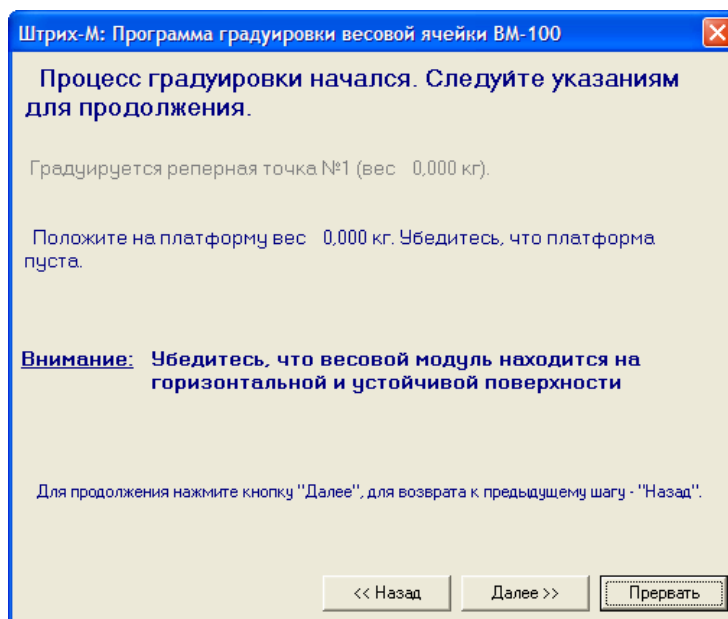 Штрих-М: Программа градуировки весовой ячейки ВМ-100
Процесс градуировки начался. Следуйте указаниям
для продолжения.
Градуируется реперная точка №1 (вес 0,000 кг).
Положите на платформу вес 0,000 кг. Убедитесь, что платформа
пуста.
Внимание: Убедитесь, что весовой модуль находится на
горизонтальной и устойчивой поверхности
Для продолжения нажмите кнопку "Далее", для возврата к предыдущему шагу - "Назад".
<< Назад Далее >> Прервать